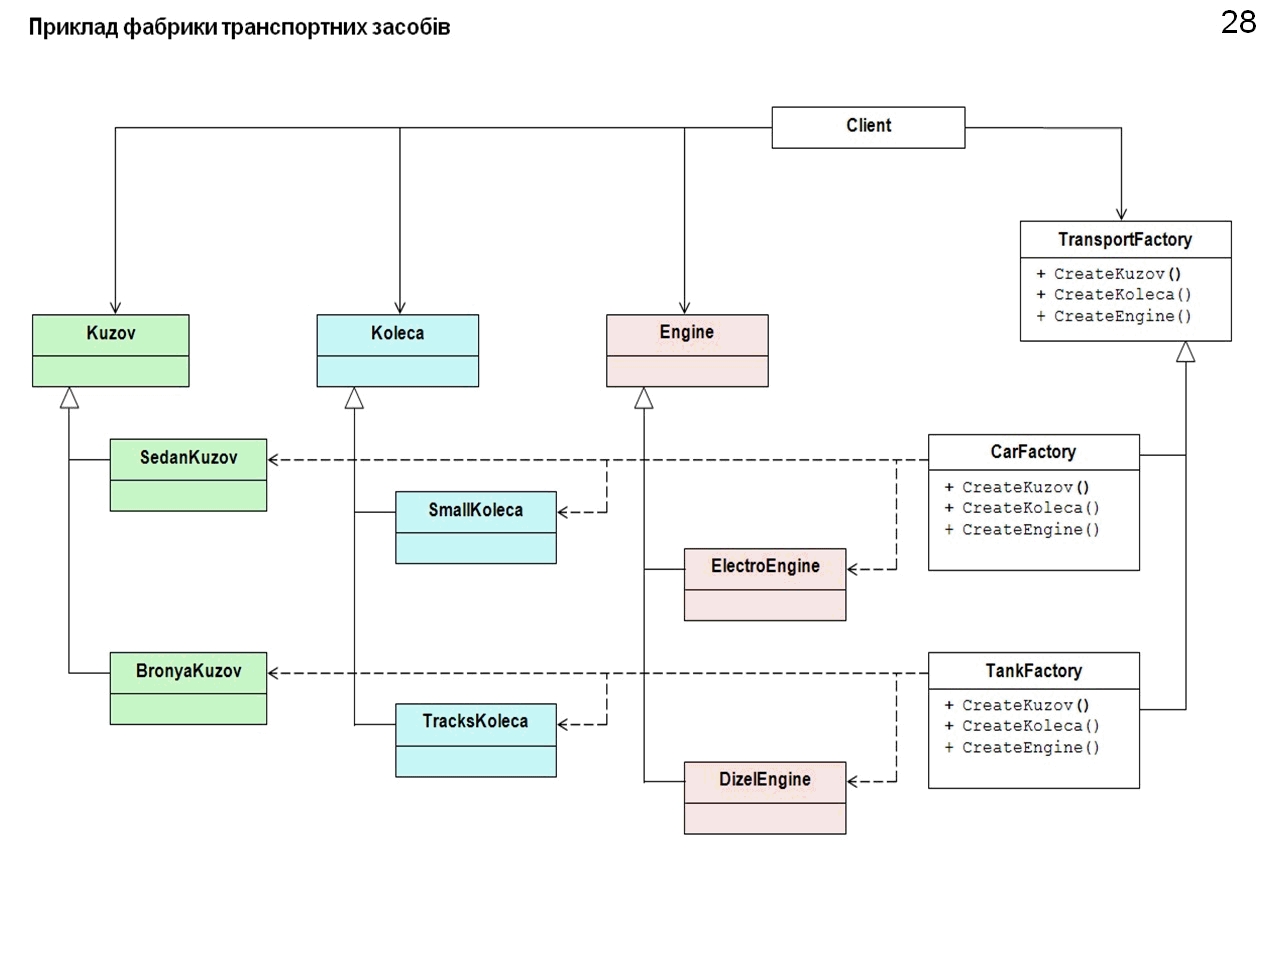 Приклад фабрики транспортних засобів
28
Client
TransportFactory
+ CreateKuzov()
+ CreateKoleca()
+ CreateEngine()
Kuzov
Koleca
Engine
SedanKuzov
CarFactory
+ CreateKuzov()
+ CreateKoleca()
+ CreateEngine()
SmallKoleca
ElectroEngine
BronyaKuzov
TankFactory
+ CreateKuzov()
+ CreateKoleca()
+ CreateEngine()
TracksKoleca
DizelEngine